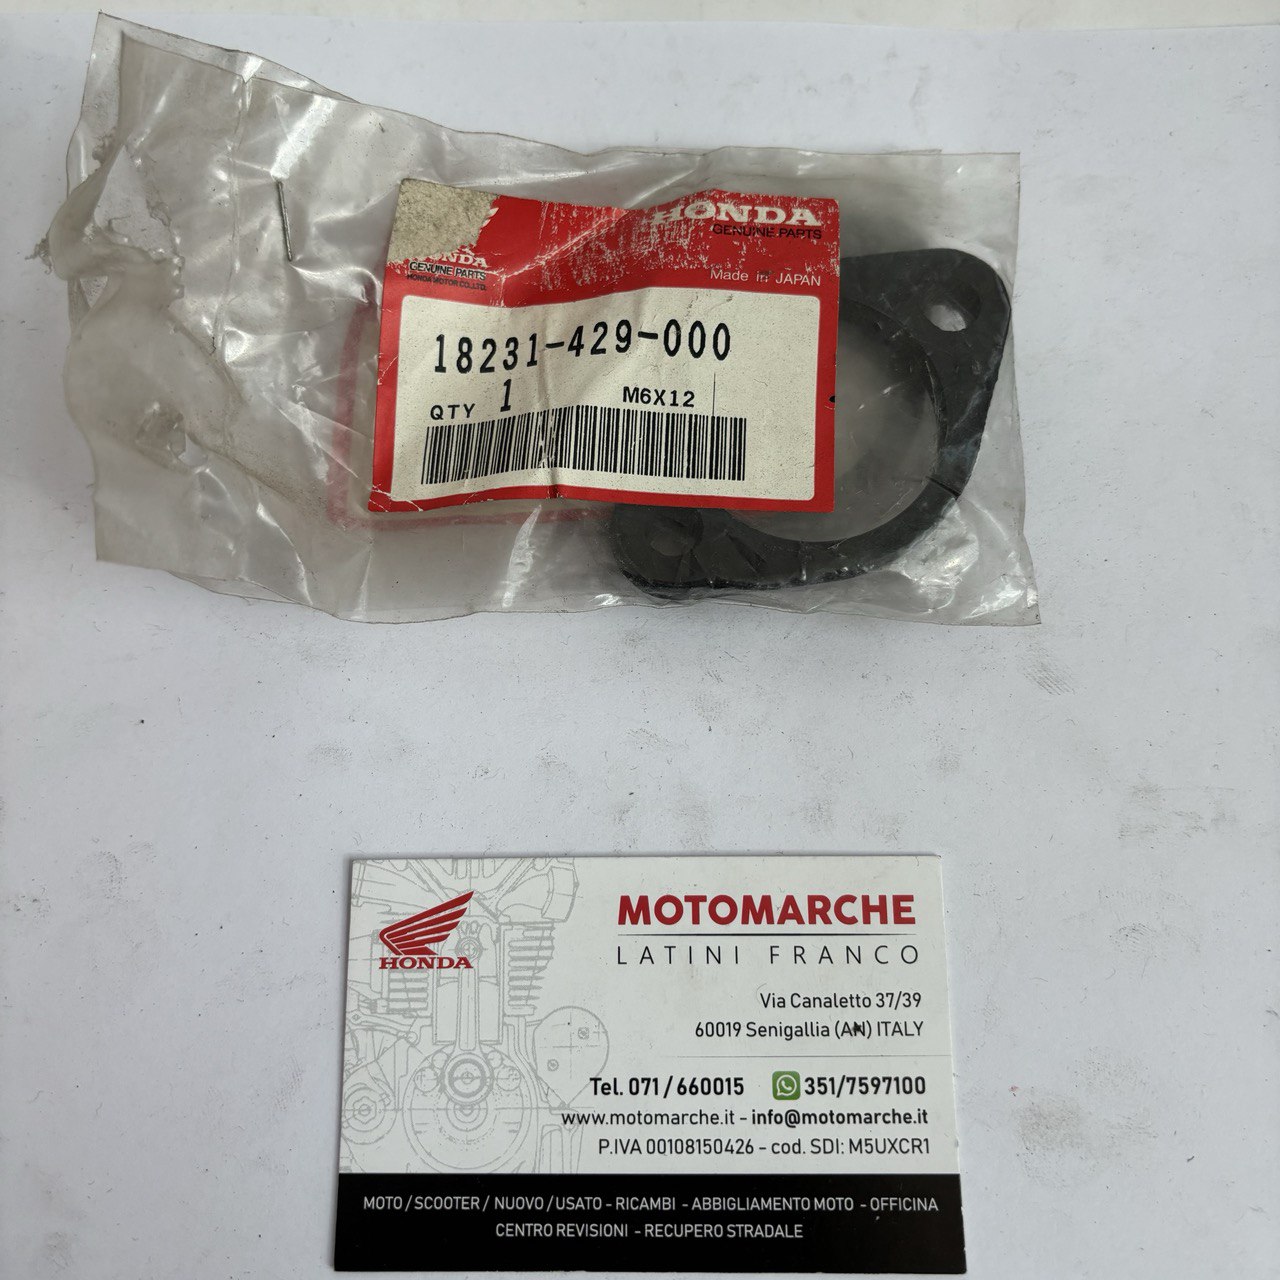 HONDA
GENUINE PARTS
Made in JAPAN
HONDA
GENUINE PARTS
HONDA MOTOR CO.,LTD.
18231-429-000
QTY 1
M6X12
HONDA
MOTOMARCHE
LATINI FRANCO
Via Canaletto 37/39
60019 Senigallia (AN) ITALY
Tel. 071 / 660015 351/7597100
www.motomarche.it - info@motomarche.it
P.IVA 00108150426 - cod. SDI: M5UXCR1
MOTO / SCOOTER / NUOVO / USATO - RICAMBI - ABBIGLIAMENTO MOTO - OFFICINA
CENTRO REVISIONI - RECUPERO STRADALE